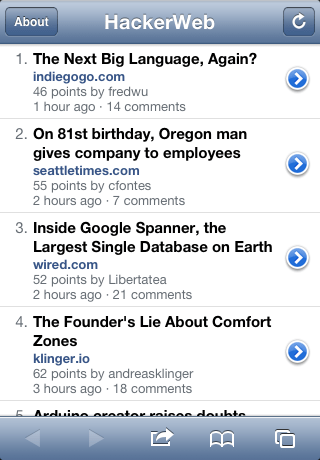 About
HackerWeb
1. The Next Big Language, Again?
indiegogo.com
46 points by fredwu
1 hour ago · 14 comments
2. On 81st birthday, Oregon man
gives company to employees
seattletimes.com
55 points by cfontes
2 hours ago · 7 comments
3. Inside Google Spanner, the
Largest Single Database on Earth
wired.com
52 points by Libertatea
2 hours ago · 21 comments
4. The Founder's Lie About Comfort
Zones
klinger.io
62 points by andreasklinger
3 hours ago · 18 comments
5. Arduino creator raises doubts